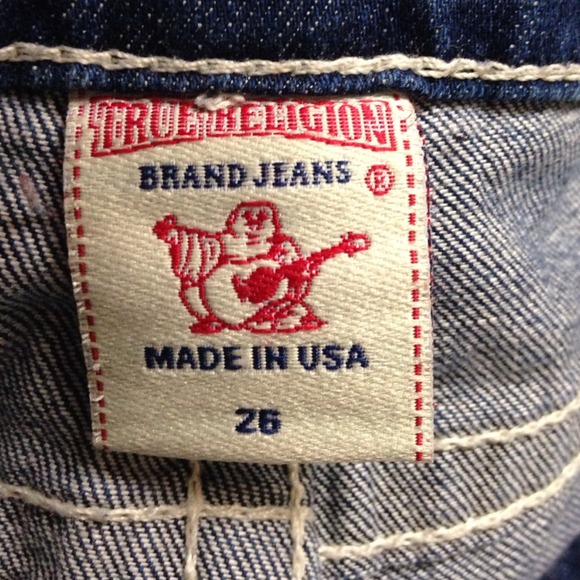 TRUE RELIGION
BRAND JEANS ®
MADE IN USA
26